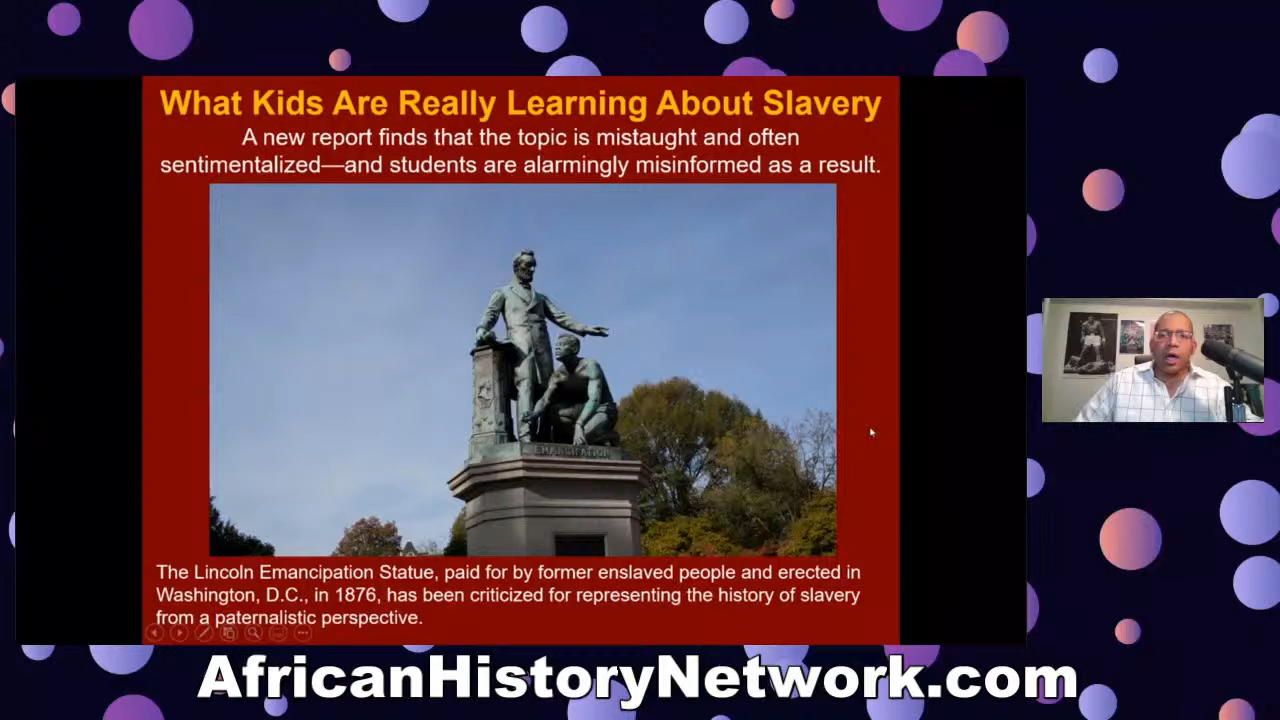 What Kids Are Really Learning About Slavery
A new report finds that the topic is mistaught and often
sentimentalized—and students are alarmingly misinformed as a result.
EMANCIPATION
The Lincoln Emancipation Statue, paid for by former enslaved people and erected in
Washington, D.C., in 1876, has been criticized for representing the history of slavery
from a paternalistic perspective.
AfricanHistoryNetwork.com